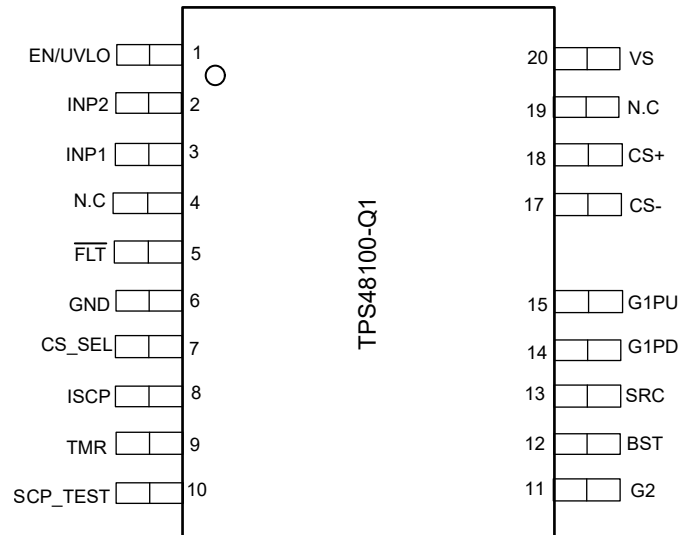 EN/UVLO 1
INP2 2
INP1 3
N.C 4
FLT 5
GND 6
CS_SEL 7
ISCP 8
TMR 9
SCP_TEST 10
TPS48100-Q1
20 VS
19 N.C
18 CS+
17 CS-
15 G1PU
14 G1PD
13 SRC
12 BST
11 G2